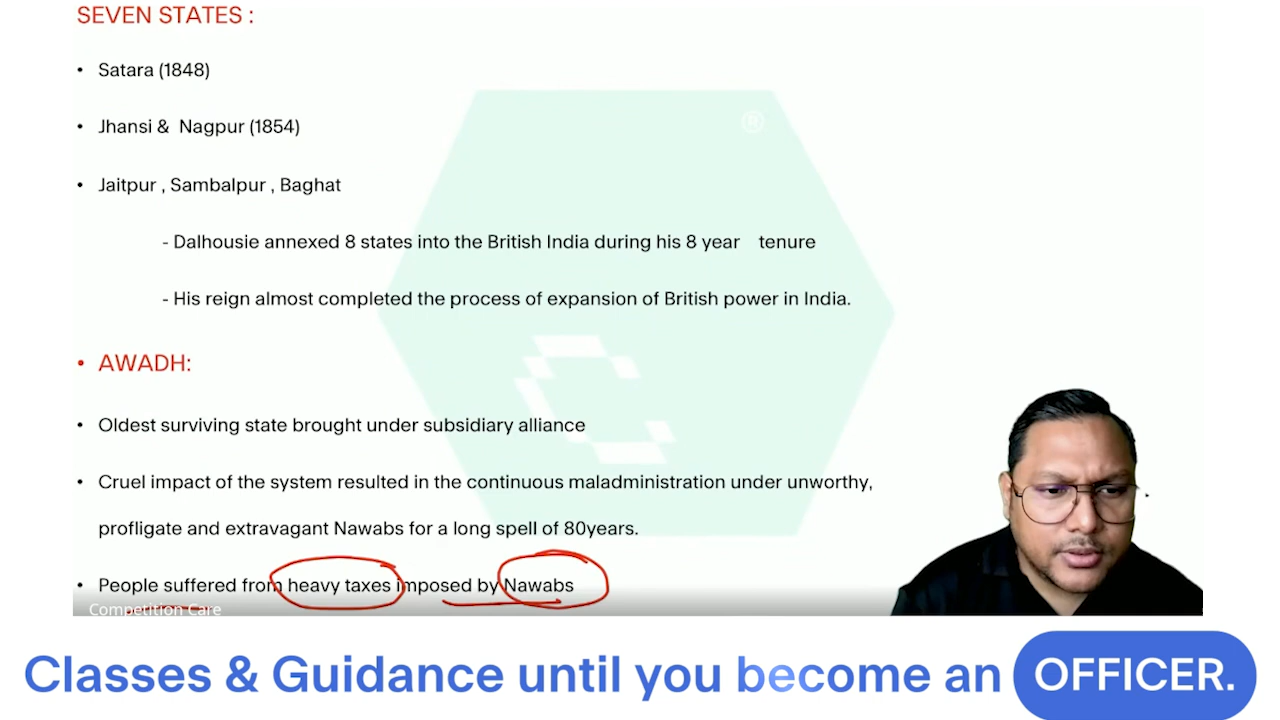 SEVEN STATES :
• Satara (1848)
• Jhansi & Nagpur (1854)
• Jaitpur , Sambalpur , Baghat
- Dalhousie annexed 8 states into the British India during his 8 year tenure
- His reign almost completed the process of expansion of British power in India.
• AWADH:
• Oldest surviving state brought under subsidiary alliance
• Cruel impact of the system resulted in the continuous maladministration under unworthy,
profligate and extravagant Nawabs for a long spell of 80years.
• People suffered from heavy taxes imposed by Nawabs
Competition Care
Classes & Guidance until you become an OFFICER.
®